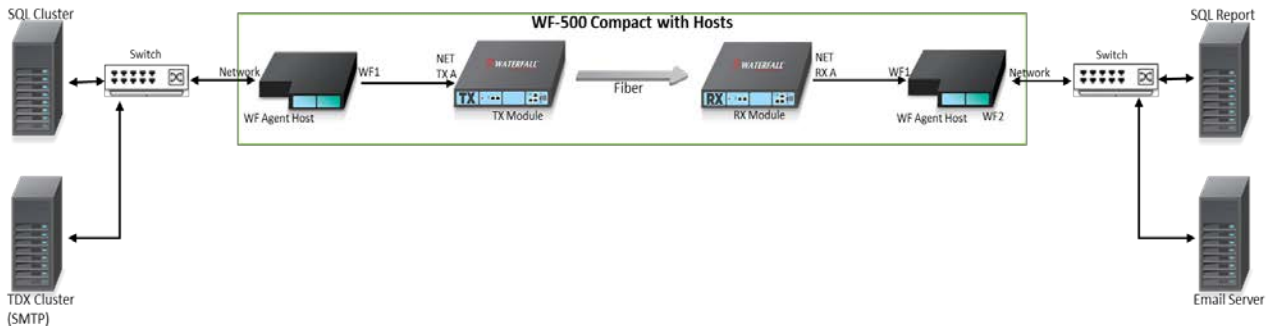 SQL Cluster
WF-500 Compact with Hosts
SQL Report
Switch
Switch
Network
WF1
NET
TX A
WATERFALL
TX
TX Module
Fiber
WATERFALL
RX
RX Module
NET
RX A
WF1
Network
WF Agent Host
WF Agent Host
WF2
TDX Cluster
(SMTP)
Email Server